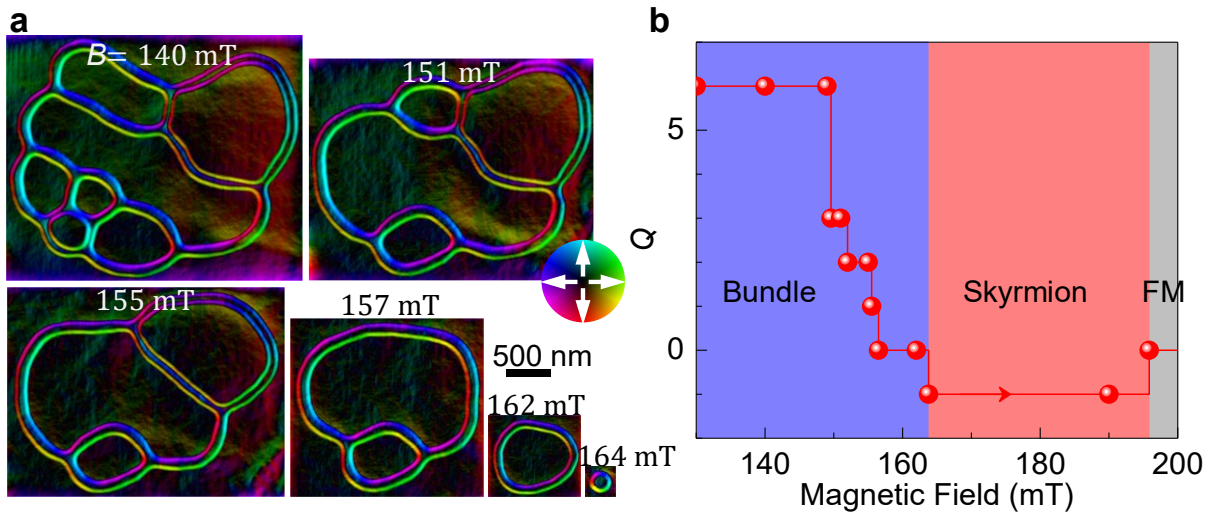 a
B= 140 mT
151 mT
155 mT
157 mT
500 nm
162 mT
164 mT
b
Q
5
0
Bundle
Skyrmion
FM
140
160
180
200
Magnetic Field (mT)